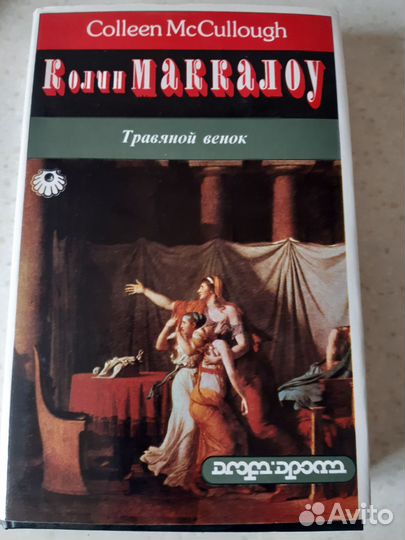 Colleen McCullough
Колин МАККАЛОУ
Травяной венок
Avito